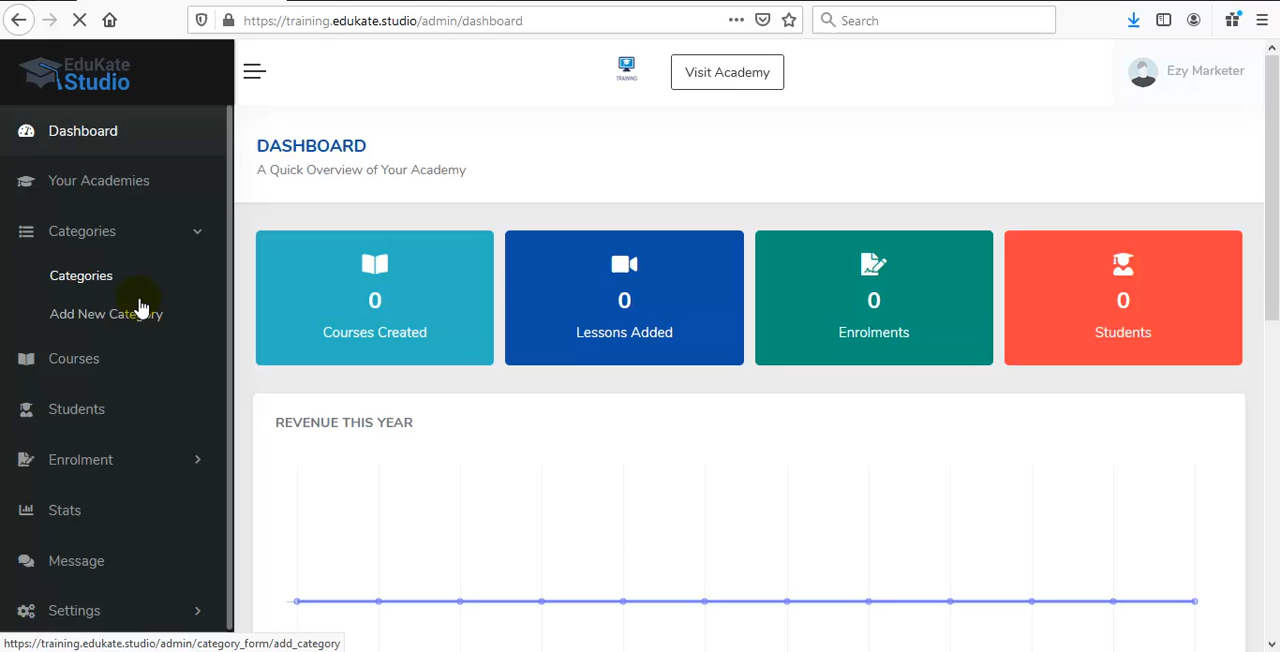 https://training.edukate.studio/admin/dashboard
Search
EduKate
Studio
TRAINING
Visit Academy
Ezy Marketer
Dashboard
Your Academies
Categories
Categories
Add New Category
Courses
Students
Enrolment
Stats
Message
Settings
DASHBOARD
A Quick Overview of Your Academy
0
Courses Created
0
Lessons Added
0
Enrolments
0
Students
REVENUE THIS YEAR
https://training.edukate.studio/admin/category_form/add_category